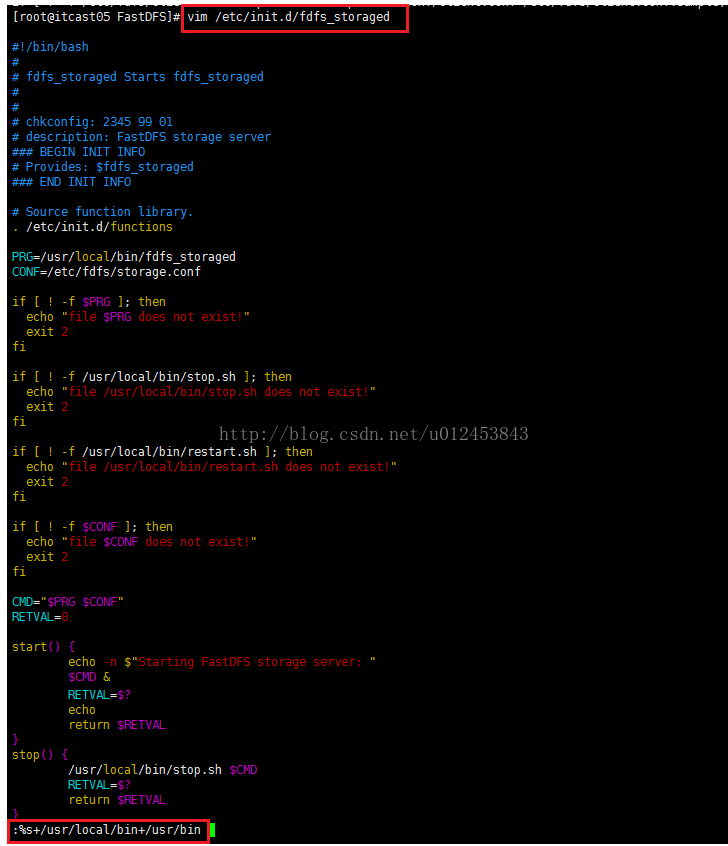 [root@itcast05 FastDFS]# vim /etc/init.d/fdfs_storaged
#!/bin/bash
#
# fdfs_storaged Starts fdfs_storaged
#
#
# chkconfig: 2345 99 01
# description: FastDFS storage server
### BEGIN INIT INFO
# Provides: $fdfs_storaged
### END INIT INFO
# Source function library.
. /etc/init.d/functions
PRG=/usr/local/bin/fdfs_storaged
CONF=/etc/fdfs/storage.conf
if [ ! -f $PRG ]; then
  echo "file $PRG does not exist!"
  exit 2
fi
if [ ! -f /usr/local/bin/stop.sh ]; then
  echo "file /usr/local/bin/stop.sh does not exist!"
  exit 2
fi
http://blog.csdn.net/u012453843
if [ ! -f /usr/local/bin/restart.sh ]; then
  echo "file /usr/local/bin/restart.sh does not exist!"
  exit 2
fi
if [ ! -f $CONF ]; then
  echo "file $CONF does not exist!"
  exit 2
fi
CMD="$PRG $CONF"
RETVAL=0
start() {
        echo -n $"Starting FastDFS storage server: "
        $CMD &
        RETVAL=$?
        echo
        return $RETVAL
}
stop() {
        /usr/local/bin/stop.sh $CMD
        RETVAL=$?
        return $RETVAL
}
:%s+/usr/local/bin+/usr/bin